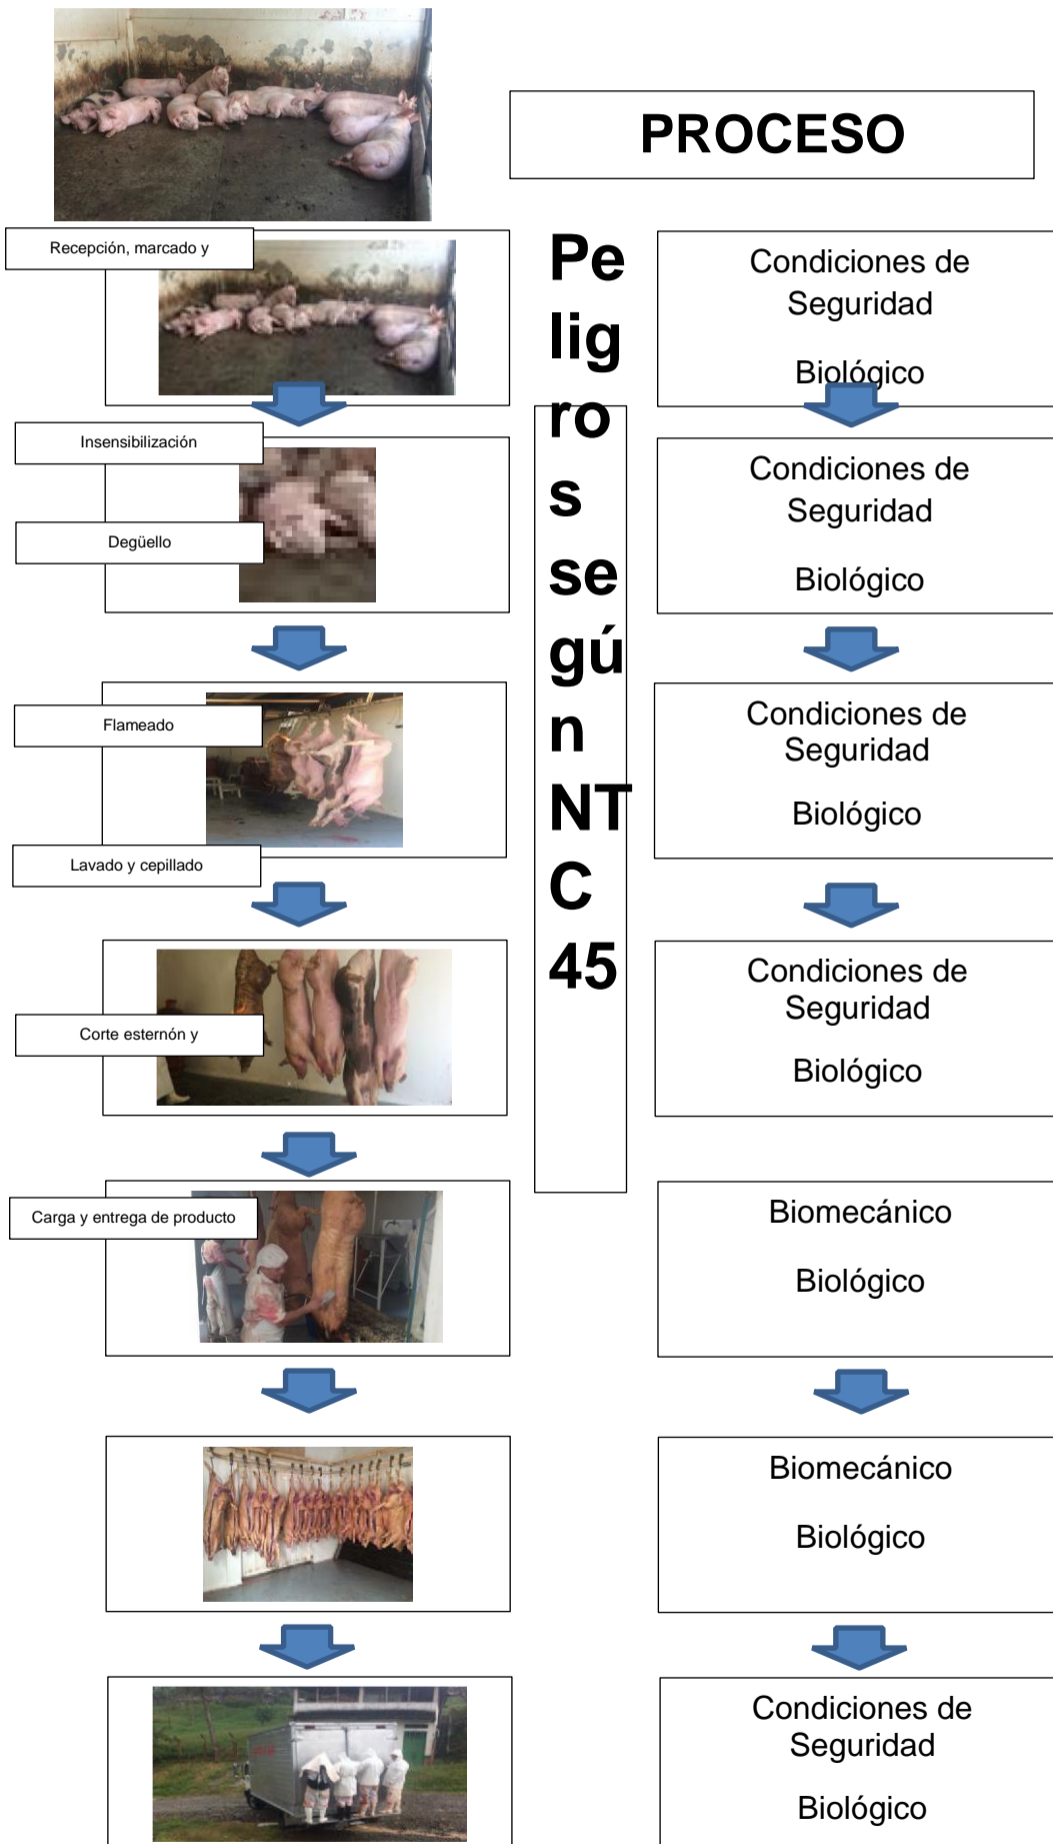 PROCESO
Recepción, marcado y
Insensibilización
Degüello
Flameado
Lavado y cepillado
Corte esternón y
Carga y entrega de producto
Pe
lig
ro
s
se
gú
n
NT
C
45
Condiciones de
Seguridad
Biológico
Condiciones de
Seguridad
Biológico
Condiciones de
Seguridad
Biológico
Condiciones de
Seguridad
Biológico
Biomecánico
Biológico
Biomecánico
Biológico
Condiciones de
Seguridad
Biológico